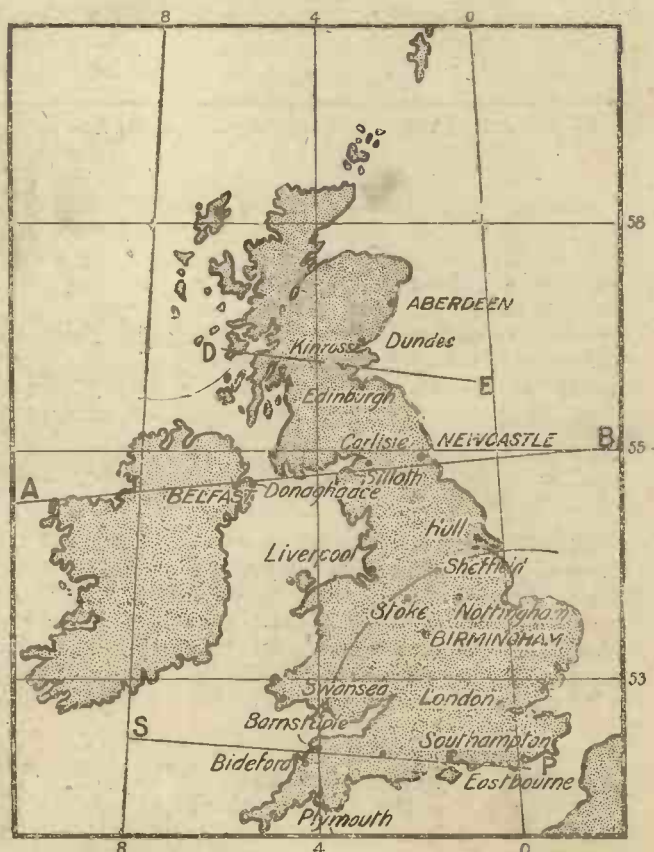 8 4 0
58
ABERDEEN
D Kinross Dundee
E
Edinburgh
Carlisle NEWCASTLE B
55
A BELFAST Donaghadee Silloth
Hull
Liverpool Sheffield
Stoke Nottingham
BIRMINGHAM
53
Swansea London
Barnstaple
S Southampton
Bideford P
Eastbourne
Plymouth
8 4 0